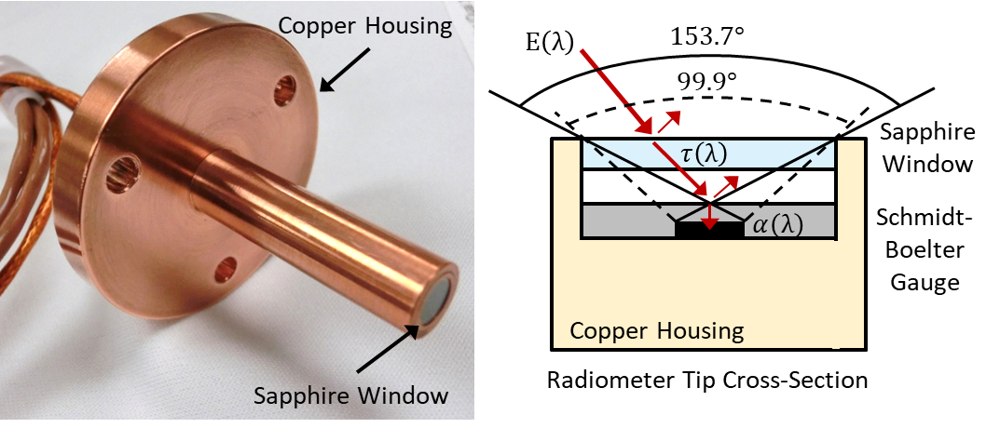 Copper Housing
Sapphire Window
E(λ)
153.7°
99.9°
τ(λ)
Sapphire
Window
α(λ)
Schmidt-
Boelter
Gauge
Copper Housing
Radiometer Tip Cross-Section